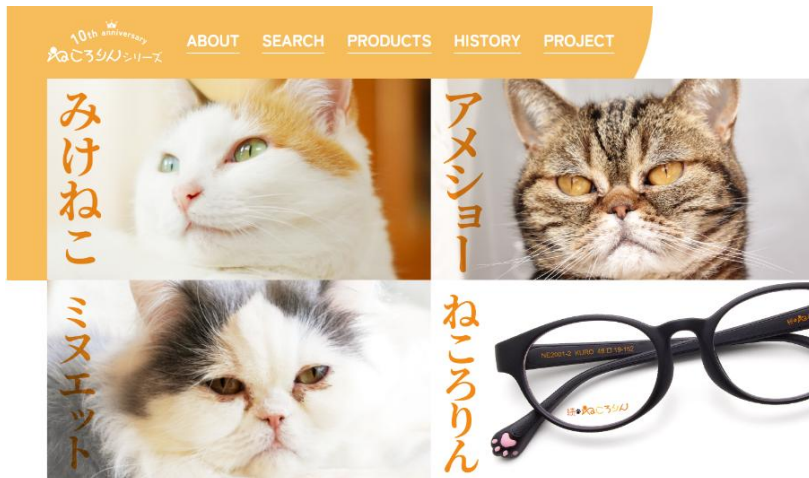 10th anniversary
ねころりんシリーズ
ABOUT SEARCH PRODUCTS HISTORY PROJECT
みけねこ
アメショー
ミヌエット
ねころりん
NE2001-2 KURO 48□19-152
ねころりん